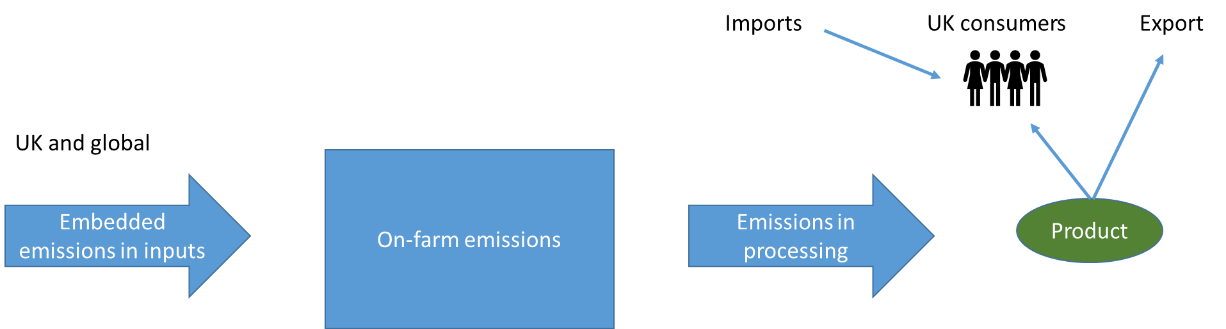 Imports
UK consumers
Export
UK and global
Embedded
emissions in inputs
On-farm emissions
Emissions in
processing
Product